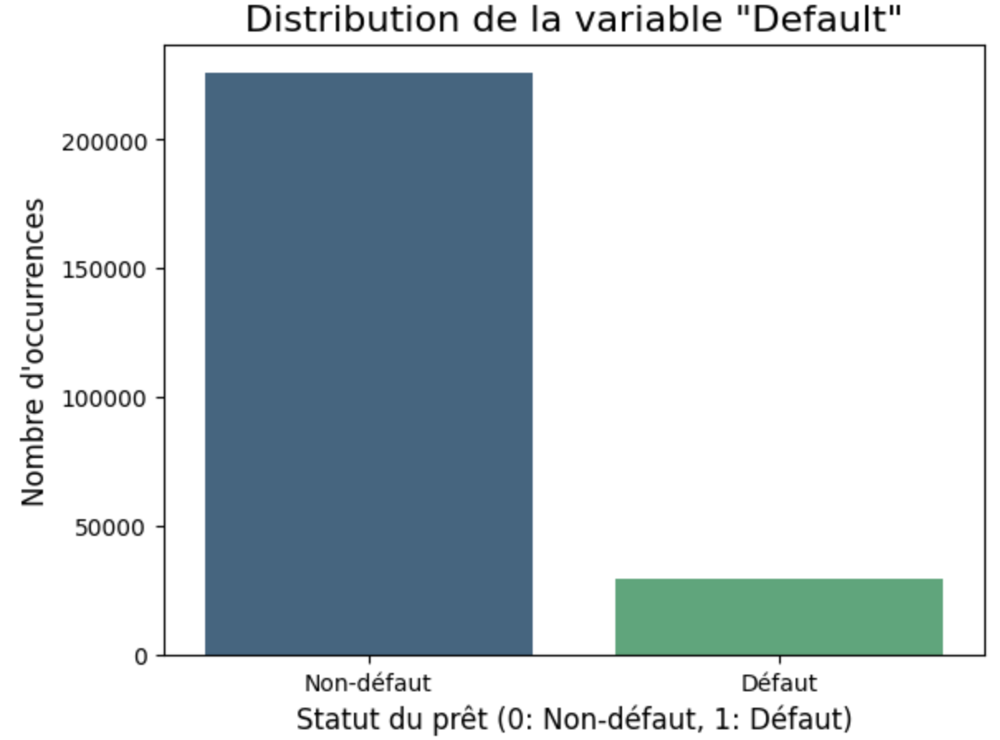 Distribution de la variable "Default"
Nombre d'occurrences
200000
150000
100000
50000
0
Non-défaut
Défaut
Statut du prêt (0: Non-défaut, 1: Défaut)